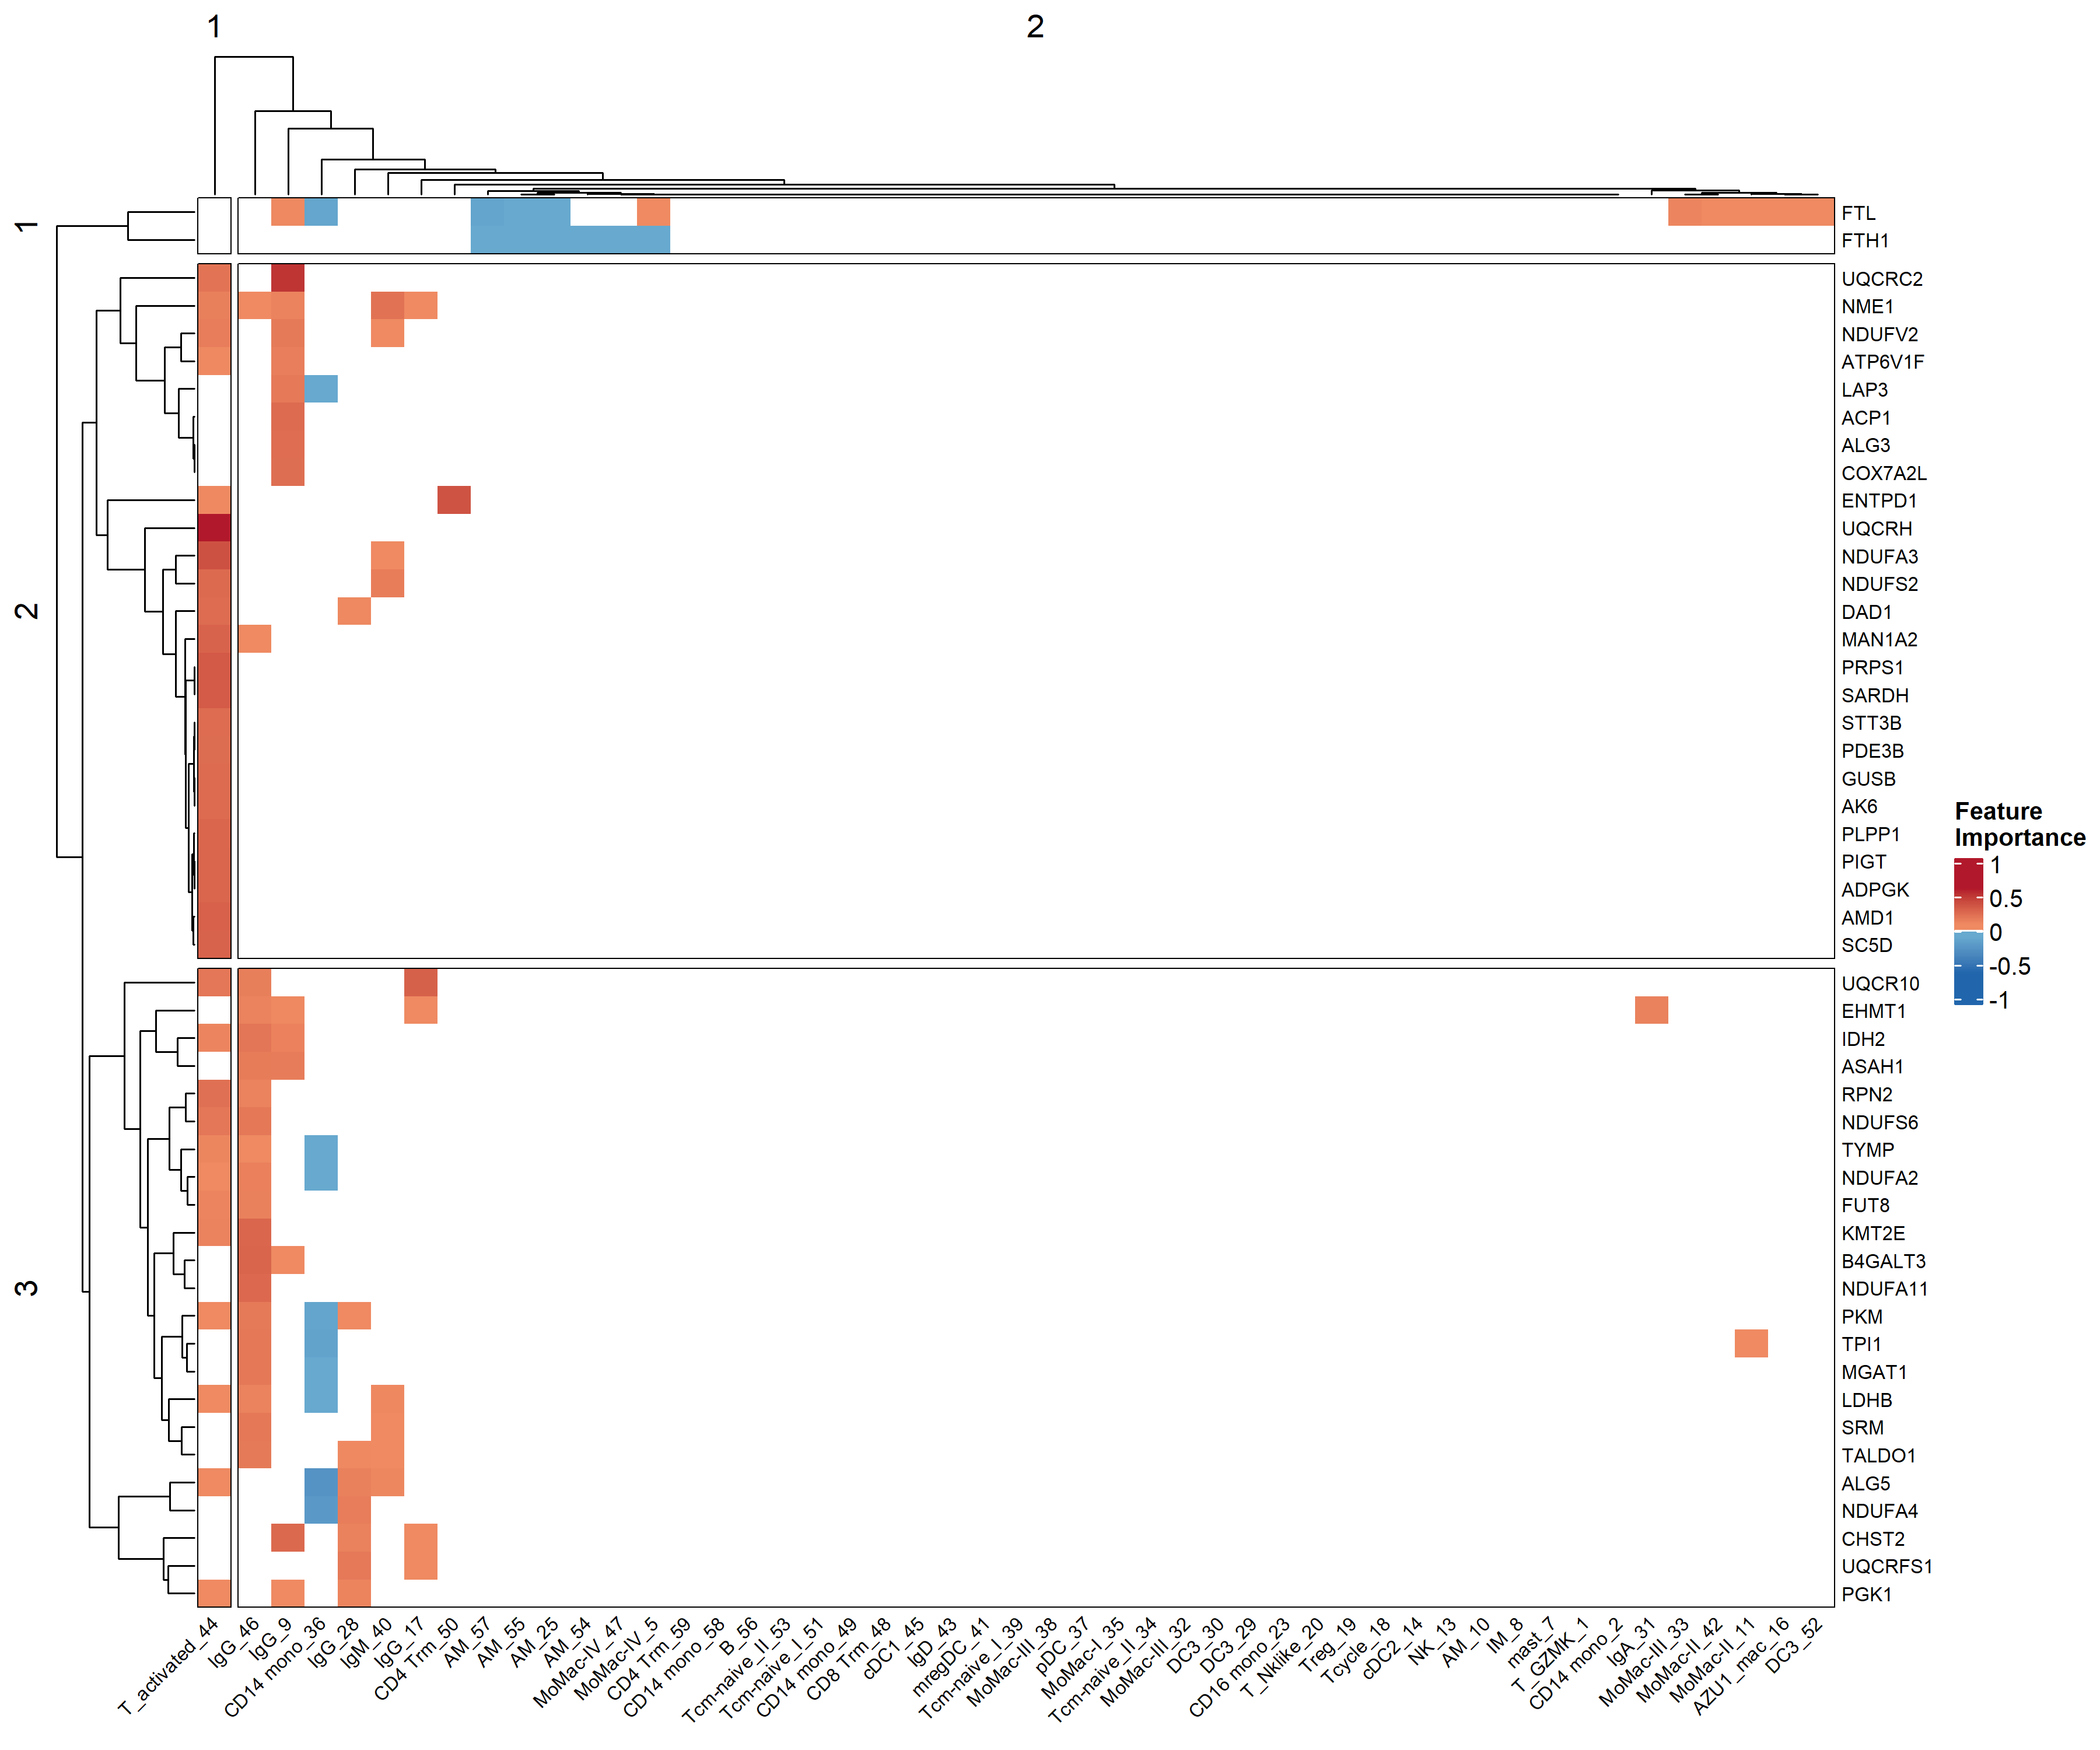 1
2
1
FTL
FTH1
2
UQCRC2
NME1
NDUFV2
ATP6V1F
LAP3
ACP1
ALG3
COX7A2L
ENTPD1
UQCRH
NDUFA3
NDUFS2
DAD1
MAN1A2
PRPS1
SARDH
STT3B
PDE3B
GUSB
AK6
PLPP1
PIGT
ADPGK
AMD1
SC5D
3
UQCR10
EHMT1
IDH2
ASAH1
RPN2
NDUFS6
TYMP
NDUFA2
FUT8
KMT2E
B4GALT3
NDUFA11
PKM
TPI1
MGAT1
LDHB
SRM
TALDO1
ALG5
NDUFA4
CHST2
UQCRFS1
PGK1
T_activated_44
IgG_46
IgG_9
CD14 mono_36
IgG_28
IgM_40
IgG_17
CD4 Trm_50
AM_57
AM_55
AM_25
AM_54
MoMac-IV_47
MoMac-IV_5
CD4 Trm_59
CD14 mono_58
B_56
Tcm-naive_II_53
Tcm-naive_I_51
CD14 mono_49
CD8 Trm_48
cDC1_45
IgD_43
mregDC_41
Tcm-naive_I_39
MoMac-III_38
pDC_37
MoMac-I_35
Tcm-naive_II_34
MoMac-III_32
DC3_30
DC3_29
CD16 mono_23
T_Nklike_20
Treg_19
Tcycle_18
cDC2_14
NK_13
AM_10
IM_8
mast_7
T_GZMK_1
CD14 mono_2
IgA_31
MoMac-III_33
MoMac-II_42
MoMac-II_11
AZU1_mac_16
DC3_52
Feature
Importance
1
0.5
0
-0.5
-1